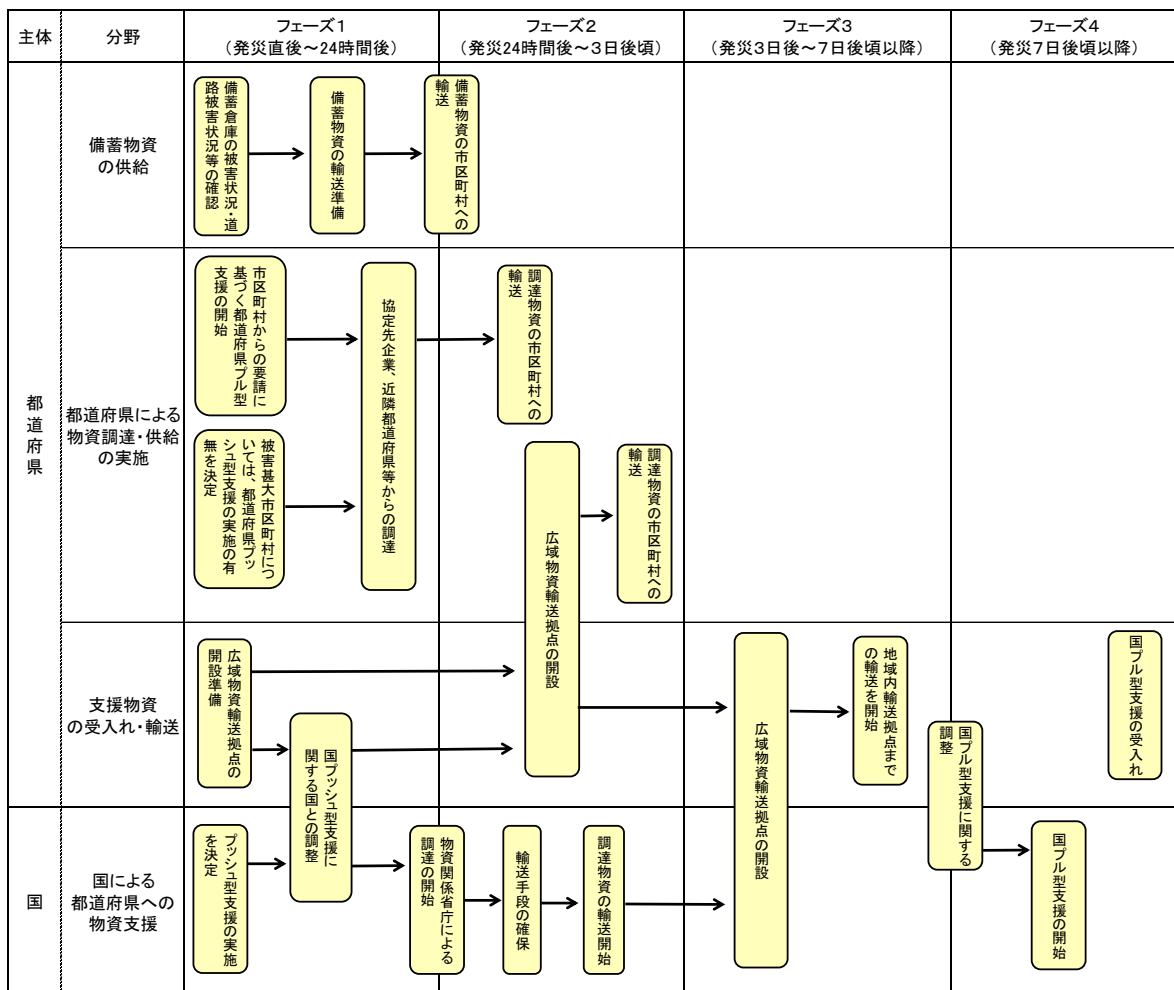 主体
分野
フェーズ1
(発災直後~24時間後)
フェーズ2
(発災24時間後~3日後頃)
フェーズ3
(発災3日後~7日後頃以降)
フェーズ4
(発災7日後頃以降)
都道府県
備蓄物資
の供給
備蓄倉庫の被害状況・道
路被害状況等の確認
備蓄物資の輸送準備
備蓄物資の市区町村への
輸送
都道府県による
物資調達・供給
の実施
市区町村からの要請に
基づく都道府県プル型
支援の開始
被害甚大市区町村につ
いては、都道府県プッ
シュ型支援の実施の有
無を決定
協定先企業、近隣都道府県等からの調達
調達物資の市区町村への
輸送
広域物資輸送拠点の開設
調達物資の市区町村への
輸送
支援物資
の受入れ・輸送
広域物資輸送拠点の
開設準備
国プッシュ型支援に
関する国との調整
広域物資輸送拠点の開設
地域内輸送拠点まで
の輸送を開始
国プル型支援に関する
調整
国プル型支援の受入れ
国
国による
都道府県への
物資支援
プッシュ型支援の実施
を決定
物資関係省庁による
調達の開始
輸送手段の確保
調達物資の輸送開始
国プル型支援の開始